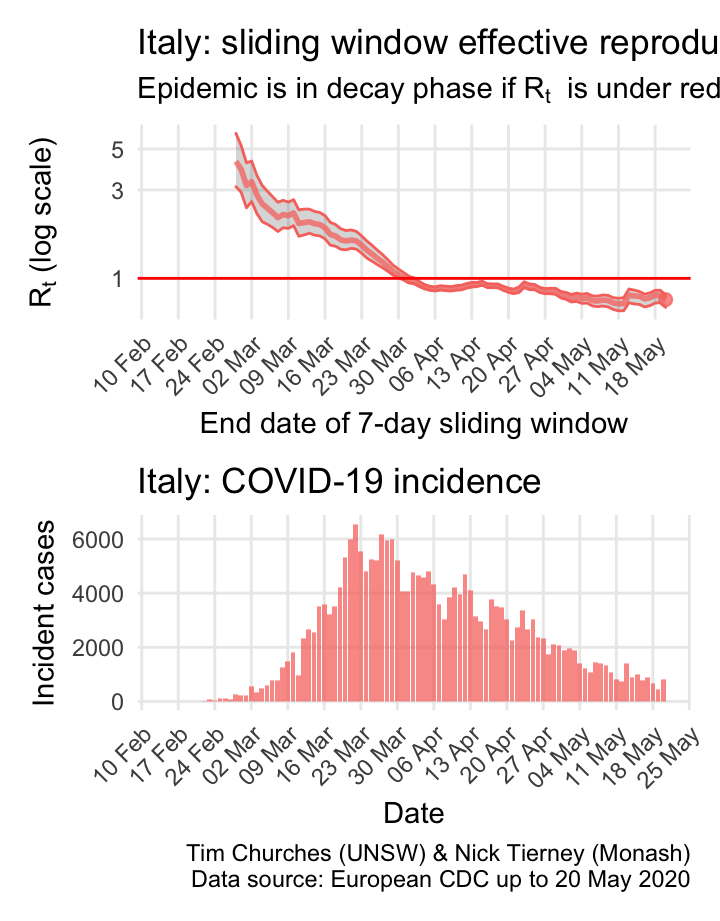 Italy: sliding window effective reprodu
Epidemic is in decay phase if Rt is under red
Rt (log scale)
5
3
1
10 Feb
17 Feb
24 Feb
02 Mar
09 Mar
16 Mar
23 Mar
30 Mar
06 Apr
13 Apr
20 Apr
27 Apr
04 May
11 May
18 May
End date of 7-day sliding window
Italy: COVID-19 incidence
Incident cases
6000
4000
2000
0
10 Feb
17 Feb
24 Feb
02 Mar
09 Mar
16 Mar
23 Mar
30 Mar
06 Apr
13 Apr
20 Apr
27 Apr
04 May
11 May
18 May
25 May
Date
Tim Churches (UNSW) & Nick Tierney (Monash)
Data source: European CDC up to 20 May 2020